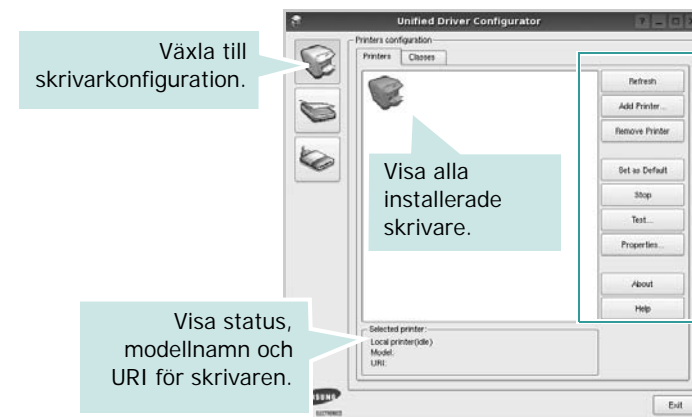 Unified Driver Configurator
Växla till
skrivarkonfiguration.
Printers configuration
Printers
Classes
Refresh
Add Printer...
Remove Printer
Set as Default
Stop
Test...
Properties...
About
Help
Visa alla
installerade
skrivare.
Visa status,
modellnamn och
URI för skrivaren.
Selected printer:
Local printer(idle)
Model:
URI:
ELECTRONICS
Exit